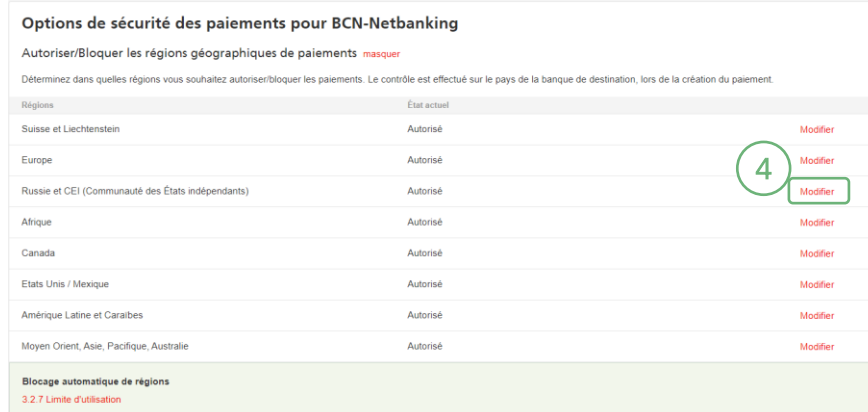 Options de sécurité des paiements pour BCN-Netbanking
Autoriser/Bloquer les régions géographiques de paiements masquer
Déterminez dans quelles régions vous souhaitez autoriser/bloquer les paiements. Le contrôle est effectué sur le pays de la banque de destination, lors de la création du paiement.
Régions État actuel
Suisse et Liechtenstein Autorisé Modifier
Europe Autorisé Modifier
4
Russie et CEI (Communauté des États indépendants) Autorisé Modifier
Afrique Autorisé Modifier
Canada Autorisé Modifier
Etats Unis / Mexique Autorisé Modifier
Amérique Latine et Caraibes Autorisé Modifier
Moyen Orient, Asie, Pacifique, Australie Autorisé Modifier
Blocage automatique de régions
3.2.7 Limite d'utilisation